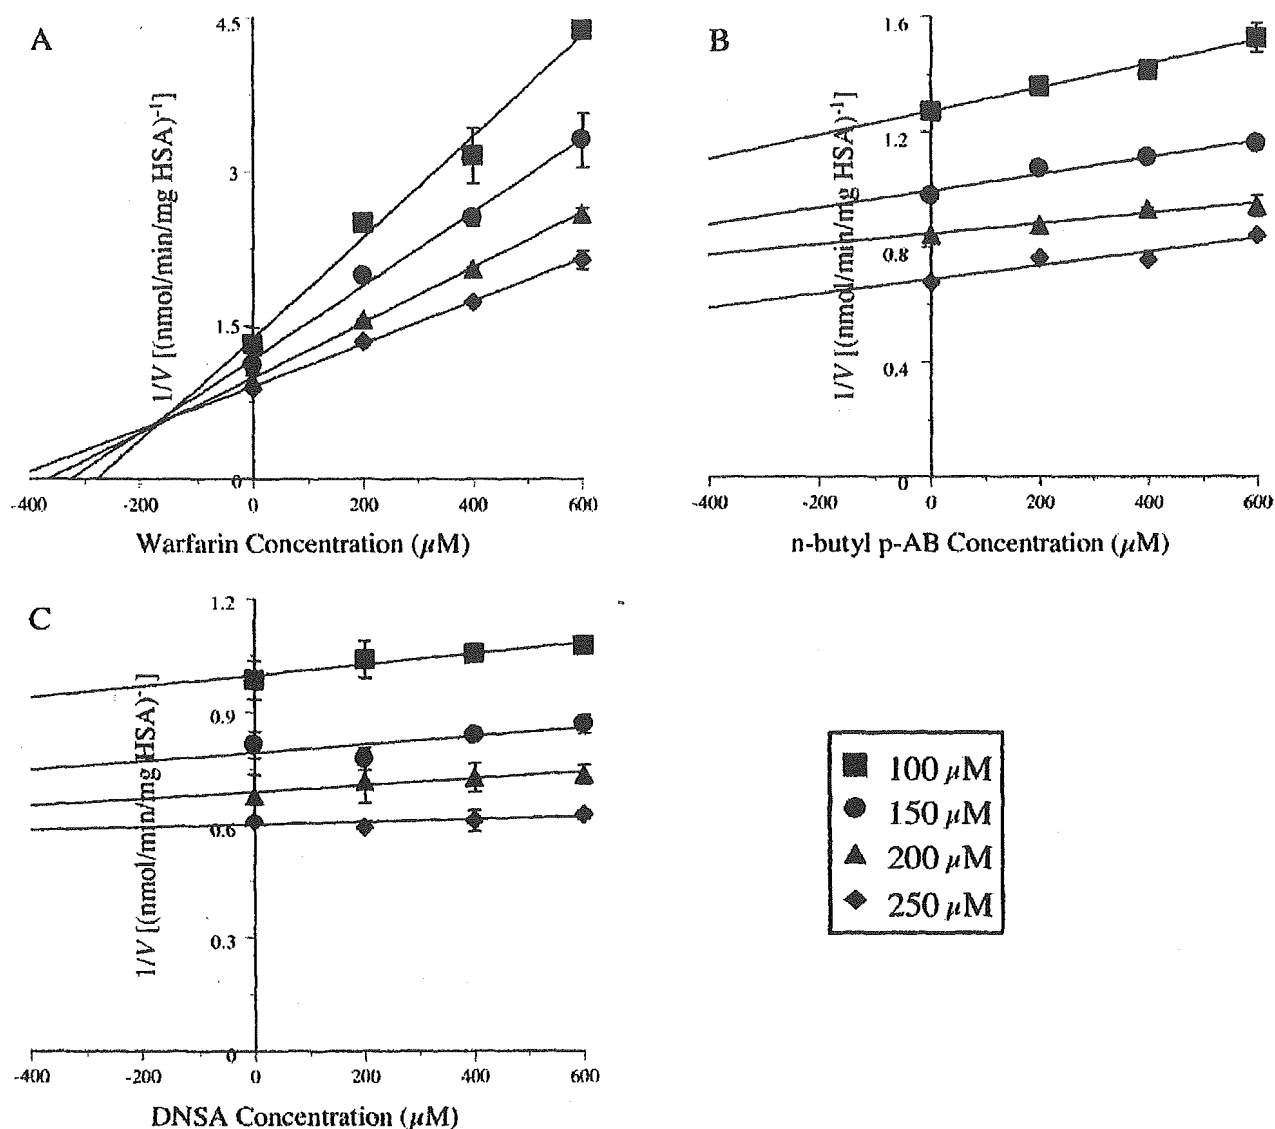 A
4.5
3
1.5
0
1/V [(nmol/min/mg HSA)⁻¹]
-400 -200 0 200 400 600
Warfarin Concentration (µM)
B
1.6
1.2
0.8
0.4
0
1/V [(nmol/min/mg HSA)⁻¹]
-400 -200 0 200 400 600
n-butyl p-AB Concentration (µM)
C
1.2
0.9
0.6
0.3
0
1/V [(nmol/min/mg HSA)⁻¹]
-400 -200 0 200 400 600
DNSA Concentration (µM)
100 µM
150 µM
200 µM
250 µM